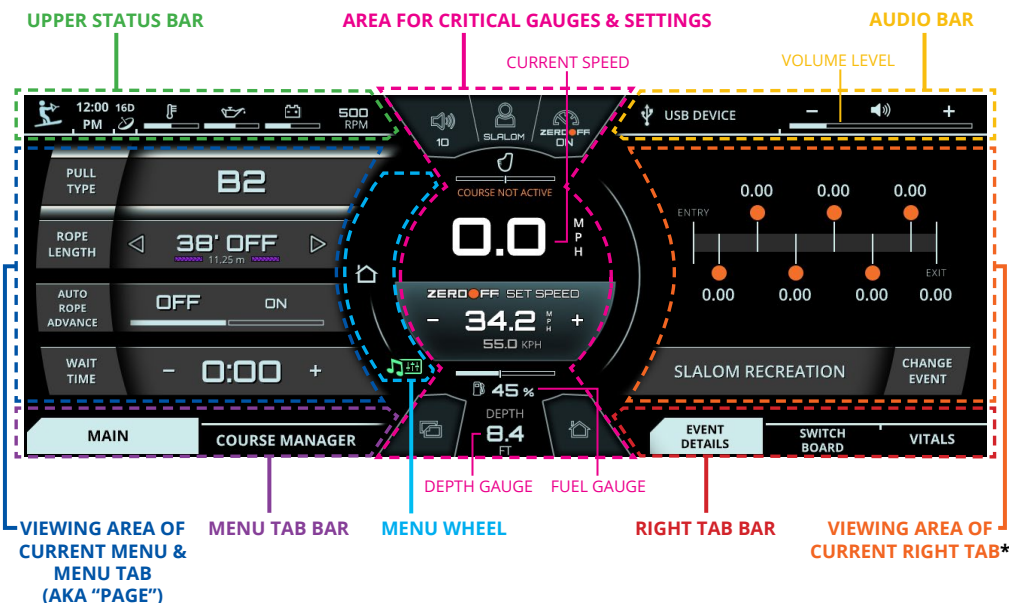 UPPER STATUS BAR
AREA FOR CRITICAL GAUGES & SETTINGS
AUDIO BAR
CURRENT SPEED
VOLUME LEVEL
12:00
PM
16D
500
RPM
10
SLALOM
ZEROOFF
ON
USB DEVICE
−
+
PULL
TYPE
B2
ROPE
LENGTH
38' OFF
11.25 m
AUTO
ROPE
ADVANCE
OFF
ON
WAIT
TIME
−
0:00
+
COURSE NOT ACTIVE
0.0
M
P
H
ZEROOFF SET SPEED
−
34.2
M
P
H
+
55.0 KPH
45 %
DEPTH
8.4
FT
0.00
0.00
0.00
ENTRY
EXIT
0.00
0.00
0.00
0.00
SLALOM RECREATION
CHANGE
EVENT
MAIN
COURSE MANAGER
EVENT
DETAILS
SWITCH
BOARD
VITALS
DEPTH GAUGE
FUEL GAUGE
VIEWING AREA OF
CURRENT MENU &
MENU TAB
(AKA “PAGE”)
MENU TAB BAR
MENU WHEEL
RIGHT TAB BAR
VIEWING AREA OF
CURRENT RIGHT TAB*